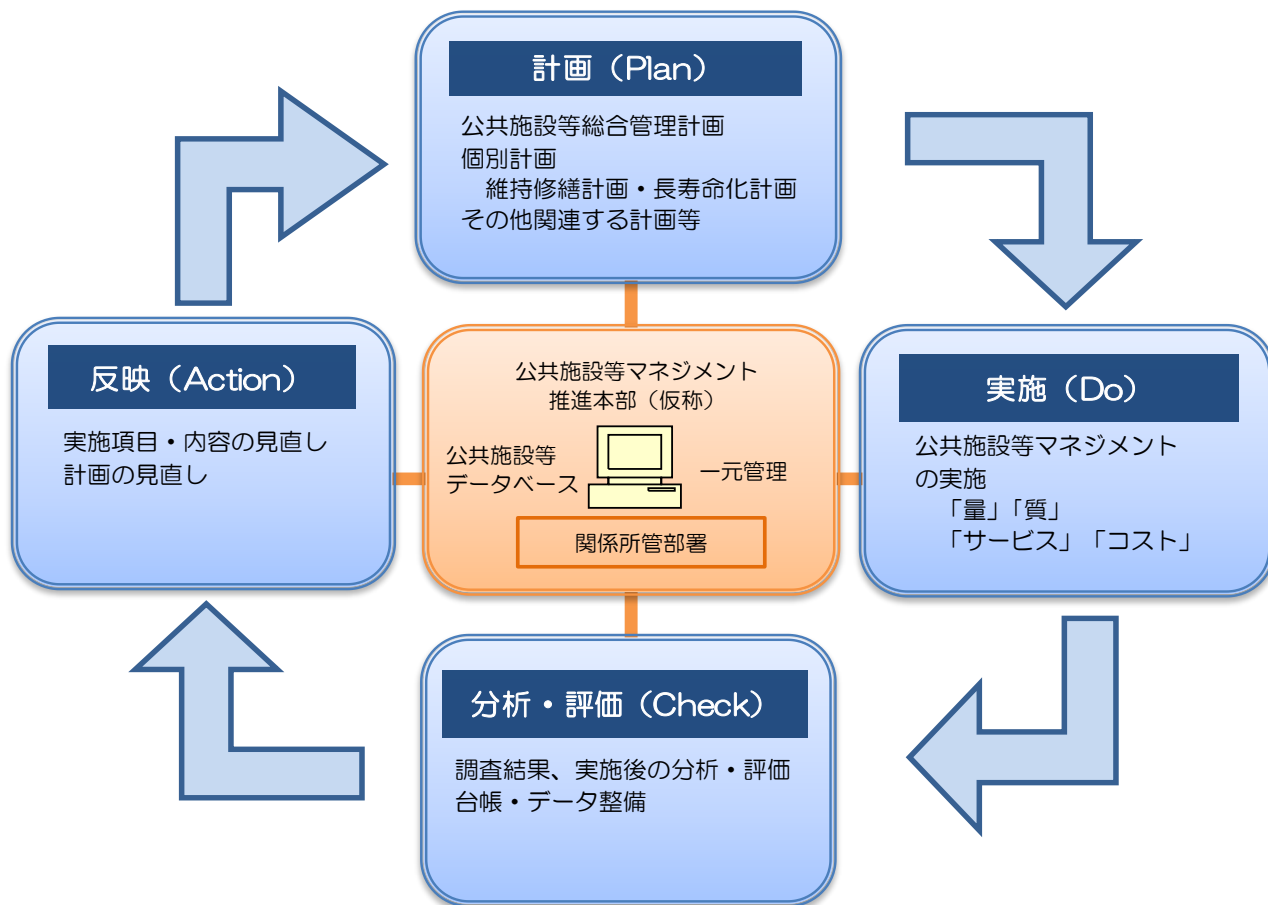 計画（Plan）
公共施設等総合管理計画
個別計画
維持修繕計画・長寿命化計画
その他関連する計画等
反映（Action）
実施項目・内容の見直し
計画の見直し
公共施設等マネジメント
推進本部（仮称）
公共施設等
データベース
一元管理
関係所管部署
実施（Do）
公共施設等マネジメント
の実施
「量」「質」
「サービス」「コスト」
分析・評価（Check）
調査結果、実施後の分析・評価
台帳・データ整備